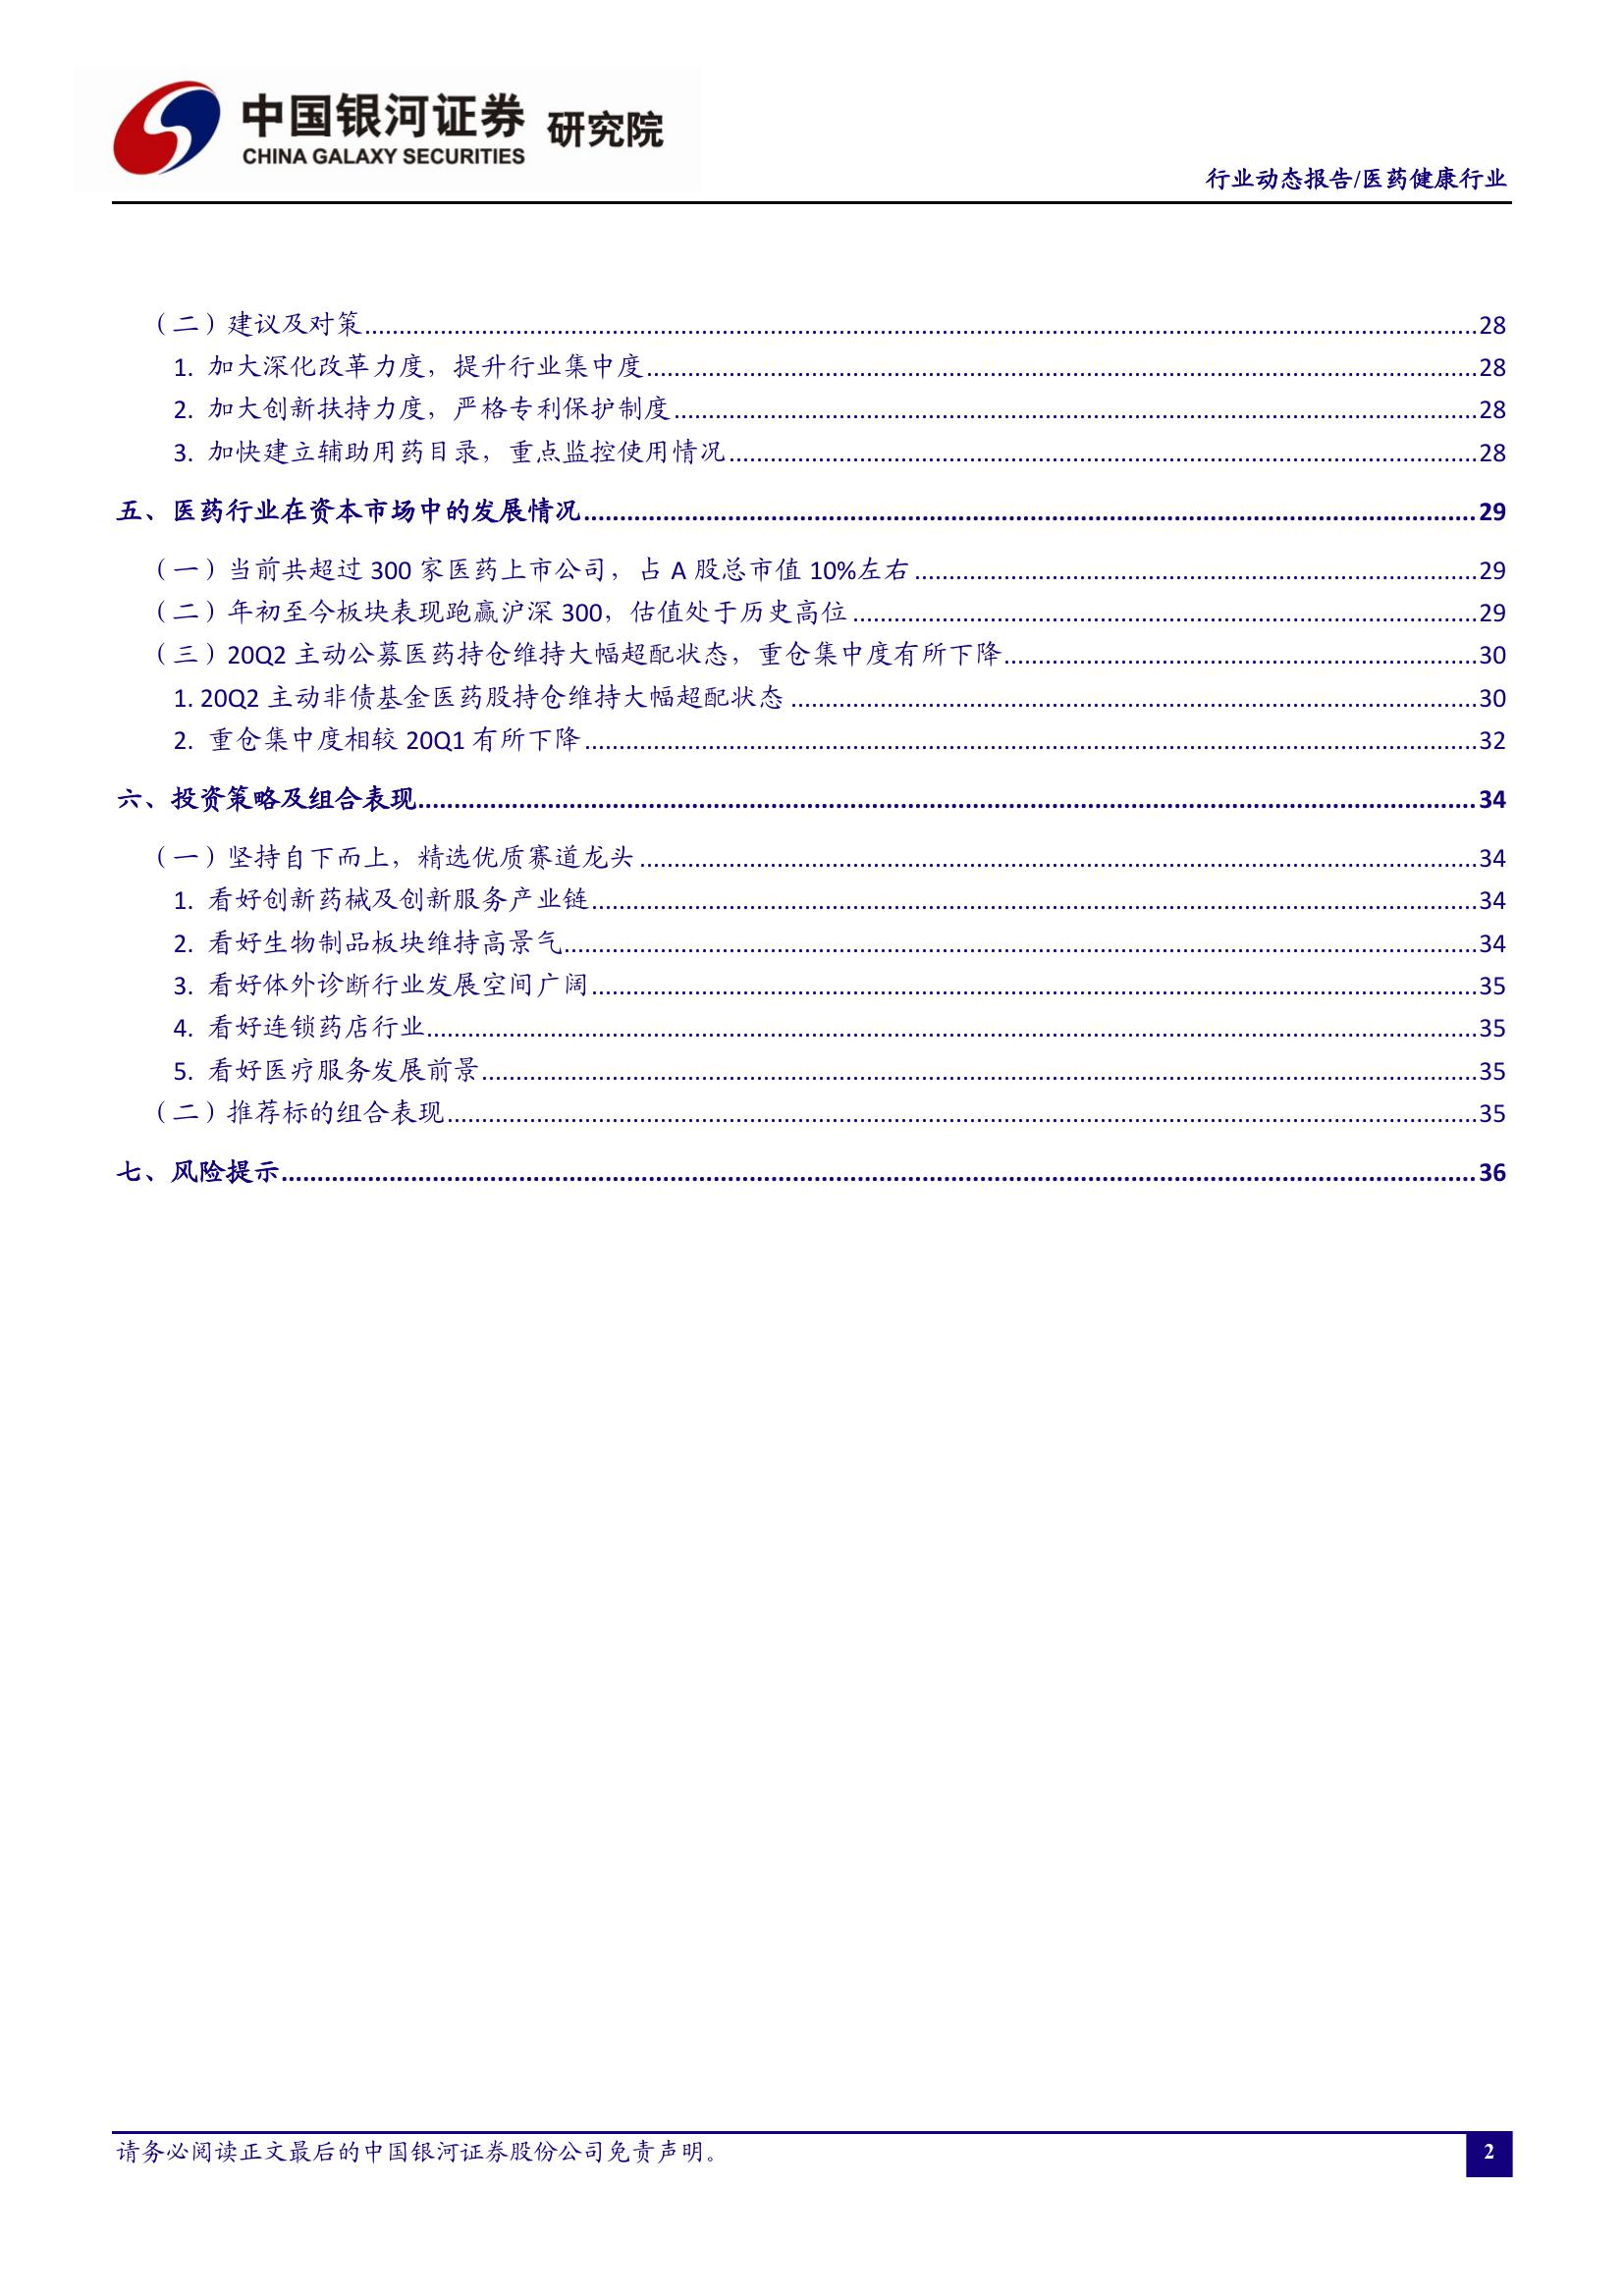 中国银河证券 研究院
CHINA GALAXY SECURITIES
行业动态报告/医药健康行业
（二）建议及对策 28
1. 加大深化改革力度，提升行业集中度 28
2. 加大创新扶持力度，严格专利保护制度 28
3. 加快建立辅助用药目录，重点监控使用情况 28
五、医药行业在资本市场中的发展情况 29
（一）当前共超过 300 家医药上市公司，占 A 股总市值 10%左右 29
（二）年初至今板块表现跑赢沪深 300，估值处于历史高位 29
（三）20Q2 主动公募医药持仓维持大幅超配状态，重仓集中度有所下降 30
1. 20Q2 主动非债基金医药股持仓维持大幅超配状态 30
2. 重仓集中度相较 20Q1 有所下降 32
六、投资策略及组合表现 34
（一）坚持自下而上，精选优质赛道龙头 34
1. 看好创新药械及创新服务产业链 34
2. 看好生物制品板块维持高景气 34
3. 看好体外诊断行业发展空间广阔 35
4. 看好连锁药店行业 35
5. 看好医疗服务发展前景 35
（二）推荐标的组合表现 35
七、风险提示 36
请务必阅读正文最后的中国银河证券股份公司免责声明。
2